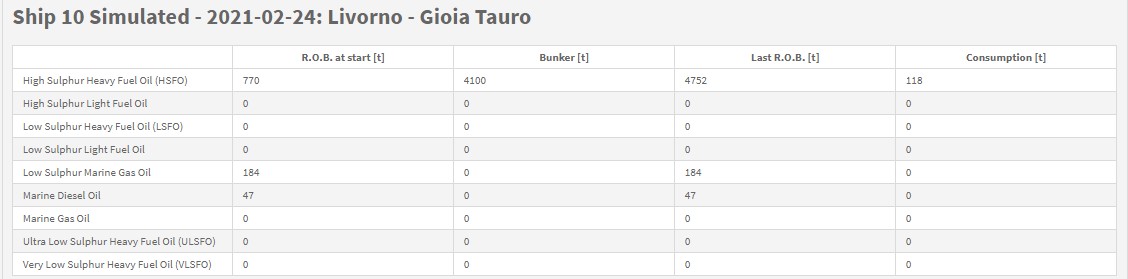 Ship 10 Simulated - 2021-02-24: Livorno - Gioia Tauro
R.O.B. at start [t] Bunker [t] Last R.O.B. [t] Consumption [t]
High Sulphur Heavy Fuel Oil (HSFO) 770 4100 4752 118
High Sulphur Light Fuel Oil 0 0 0 0
Low Sulphur Heavy Fuel Oil (LSFO) 0 0 0 0
Low Sulphur Light Fuel Oil 0 0 0 0
Low Sulphur Marine Gas Oil 184 0 184 0
Marine Diesel Oil 47 0 47 0
Marine Gas Oil 0 0 0 0
Ultra Low Sulphur Heavy Fuel Oil (ULSFO) 0 0 0 0
Very Low Sulphur Heavy Fuel Oil (VLSFO) 0 0 0 0